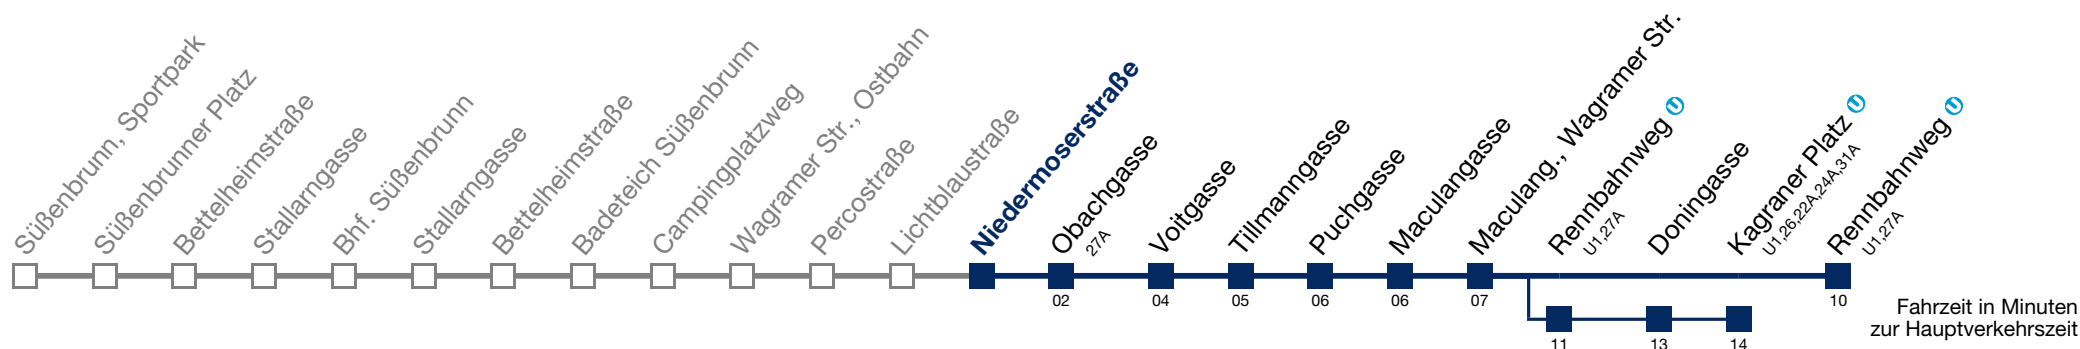 Süßenbrunn, Sportpark
Süßenbrunner Platz
Bettelheimstraße
Stallarngasse
Bhf. Süßenbrunn
Stallarngasse
Bettelheimstraße
Badeteich Süßenbrunn
Campingplatzweg
Wagramer Str., Ostbahn
Percostraße
Lichtblaustraße
Niedermoserstraße
Obachgasse
27A
Voitgasse
Tillmanngasse
Puchgasse
Maculangasse
Maculang., Wagramer Str.
Rennbahnweg U
U1,27A
Doningasse
Kagraner Platz U
U1,26,22A,24A,31A
Rennbahnweg U
U1,27A
02
04
05
06
06
07
10
11
13
14
Fahrzeit in Minuten
zur Hauptverkehrszeit